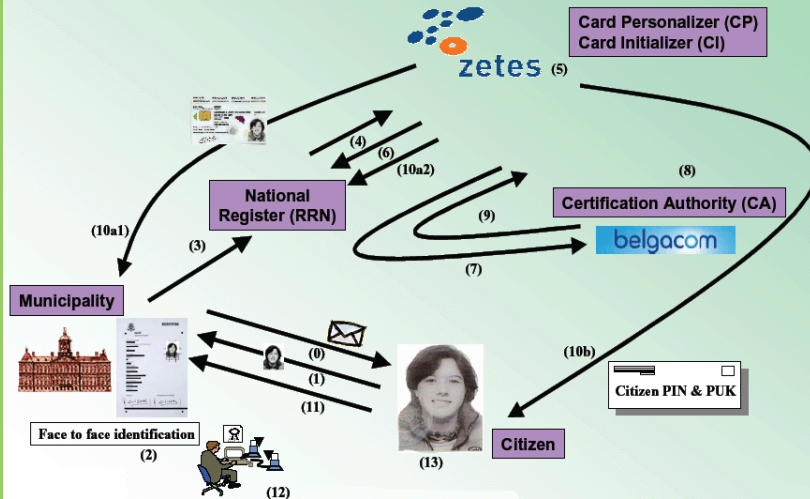 Card Personalizer (CP)
Card Initializer (CI)
zetes
(5)
(4)
(6)
(10a2)
National
Register (RRN)
(8)
Certification Authority (CA)
(9)
belgacom
(7)
(10a1)
(3)
Municipality
(0)
(1)
(11)
(10b)
Citizen PIN & PUK
Face to face identification
(2)
Citizen
(13)
(12)